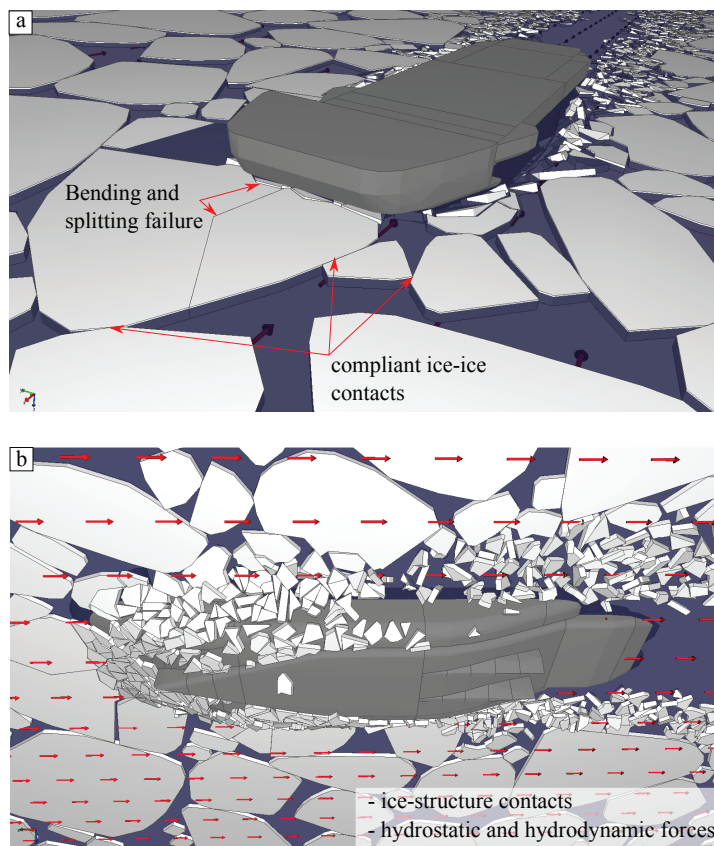 a
Bending and
splitting failure
compliant ice-ice
contacts
b
- ice-structure contacts
- hydrostatic and hydrodynamic forces